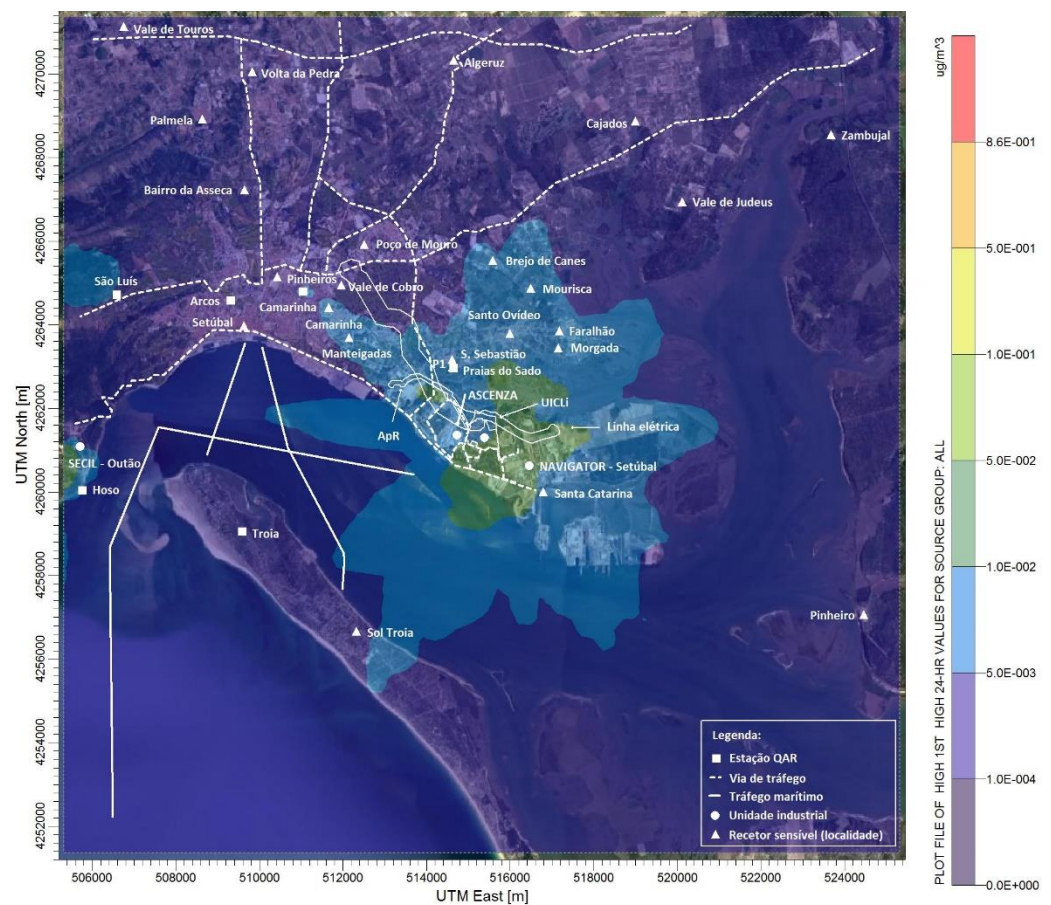 Vale de Touros
Volta da Pedra
Algeruz
Palmela
Cajados
Zambujal
Bairro da Asseca
Vale de Judeus
Poço de Mouro
Brejo de Canes
São Luís
Pinheiros
Vale de Cobro
Mourisca
Arcos
Camarinha
Setúbal
Camarinha
Santo Ovídeo
Faralhão
Manteigadas
Morgada
P1
S. Sebastião
Praias do Sado
ASCENZA
UICLi
ApR
Linha elétrica
SECIL - Outão
NAVIGATOR - Setúbal
Hoso
Santa Catarina
Troia
Pinheiro
Sol Troia
Legenda:
Estação QAR
Via de tráfego
Tráfego marítimo
Unidade industrial
Recetor sensível (localidade)
UTM North [m]
4270000
4268000
4266000
4264000
4262000
4260000
4258000
4256000
4254000
4252000
506000 508000 510000 512000 514000 516000 518000 520000 522000 524000
UTM East [m]
ug/m^3
8.6E-001
5.0E-001
1.0E-001
5.0E-002
1.0E-002
5.0E-003
1.0E-004
0.0E+000
PLOT FILE OF HIGH 1ST HIGH 24-HR VALUES FOR SOURCE GROUP: ALL